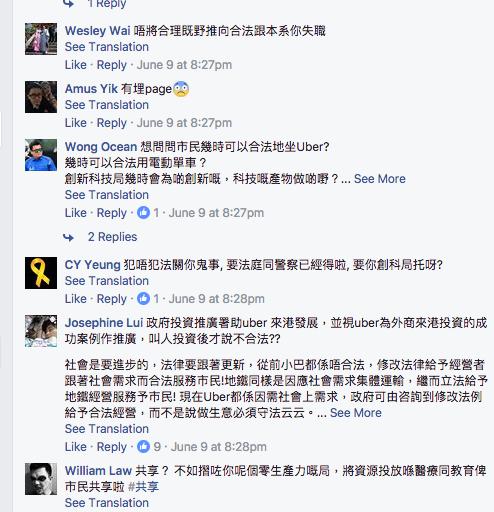 1 Reply
Wesley Wai 唔將合理既野推向合法跟本系你失職
See Translation
Like · Reply · June 9 at 8:27pm
Amus Yik 有埋page😨
See Translation
Like · Reply · June 9 at 8:27pm
Wong Ocean 想問問市民幾時可以合法地坐Uber?
幾時可以合法用電動單車？
創新科技局幾時會為啲創新嘅，科技嘅產物做啲嘢？... See More
See Translation
Like · Reply · 1 · June 9 at 8:27pm
2 Replies
CY Yeung 犯唔犯法關你鬼事, 要法庭同警察已經得啦, 要你創科局托呀?
See Translation
Like · Reply · 1 · June 9 at 8:28pm
Josephine Lui 政府投資推廣署助uber 來港發展，並視uber為外商來港投資的成
功案例作推廣，叫人投資後才說不合法??
社會是要進步的，法律要跟著更新，從前小巴都係唔合法，修改法律給予經營者
跟著社會需求而合法服務市民!地鐵同樣是因應社會需求集體運輸，繼而立法給予
地鐵經營服務予市民! 現在Uber都係因需社會上需求，政府可由咨詢到修改法例
給予合法經營，而不是說做生意必須守法云云。... See More
See Translation
Like · Reply · 9 · June 9 at 8:28pm
William Law 共享？ 不如摺咗你呢個零生產力嘅局，將資源投放喺醫療同教育俾
市民共享啦 #共享
See Translation